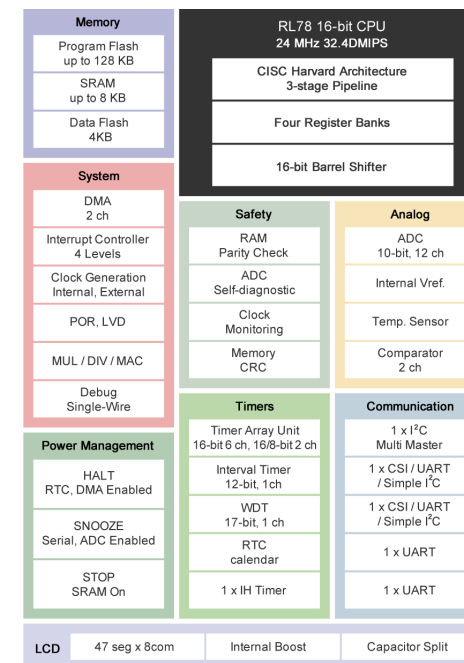 Memory
Program Flash
up to 128 KB
SRAM
up to 8 KB
Data Flash
4KB
RL78 16-bit CPU
24 MHz 32.4DMIPS
CISC Harvard Architecture
3-stage Pipeline
Four Register Banks
16-bit Barrel Shifter
System
DMA
2 ch
Interrupt Controller
4 Levels
Clock Generation
Internal, External
POR, LVD
MUL / DIV / MAC
Debug
Single-Wire
Safety
RAM
Parity Check
ADC
Self-diagnostic
Clock
Monitoring
Memory
CRC
Analog
ADC
10-bit, 12 ch
Internal Vref.
Temp. Sensor
Comparator
2 ch
Power Management
HALT
RTC, DMA Enabled
SNOOZE
Serial, ADC Enabled
STOP
SRAM On
Timers
Timer Array Unit
16-bit 6 ch, 16/8-bit 2 ch
Interval Timer
12-bit, 1ch
WDT
17-bit, 1 ch
RTC
calendar
1 x IH Timer
Communication
1 x I²C
Multi Master
1 x CSI / UART
/ Simple I²C
1 x CSI / UART
/ Simple I²C
1 x UART
1 x UART
LCD
47 seg x 8com
Internal Boost
Capacitor Split